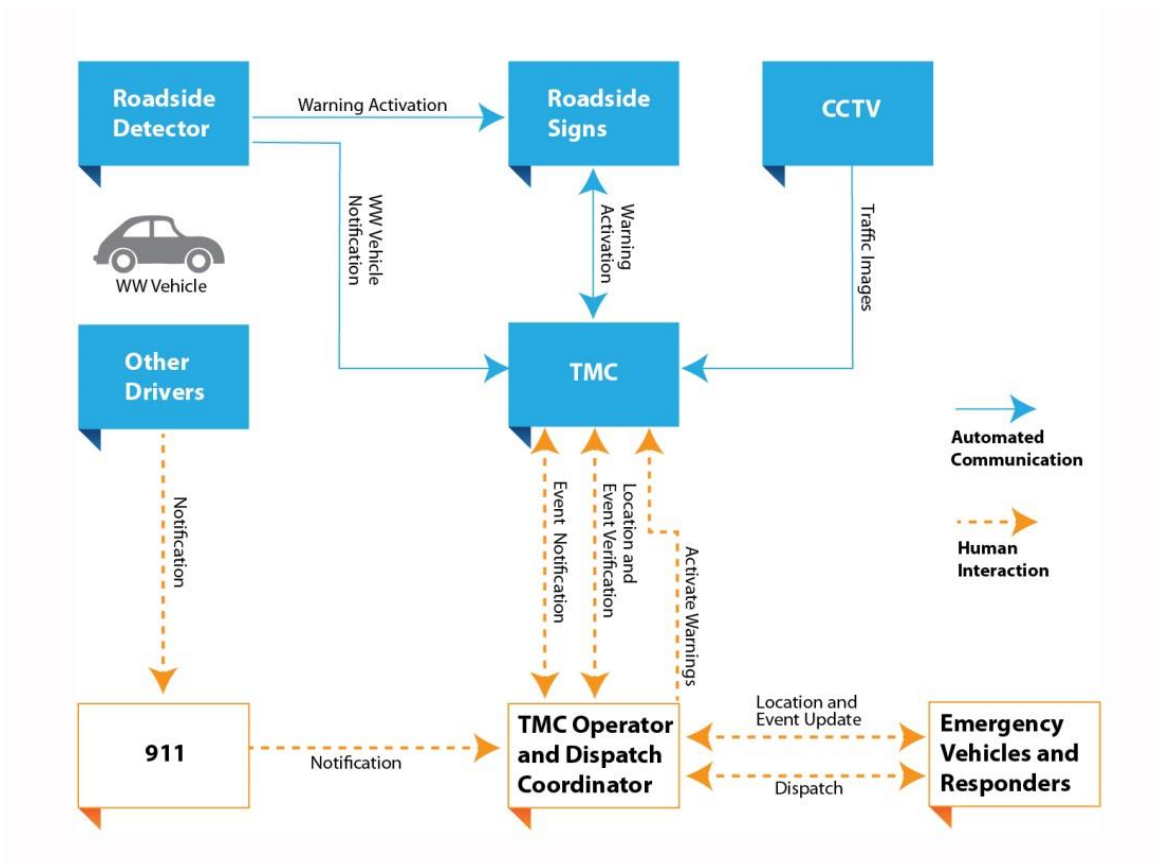 Roadside
Detector
Warning Activation
Roadside
Signs
CCTV
WW Vehicle
Notification
Warning
Activation
Traffic Images
WW Vehicle
Other
Drivers
TMC
Automated
Communication
Notification
Event Notification
Location and
Event Verification
Activate Warnings
Human
Interaction
911
Notification
TMC Operator
and Dispatch
Coordinator
Location and
Event Update
Dispatch
Emergency
Vehicles and
Responders